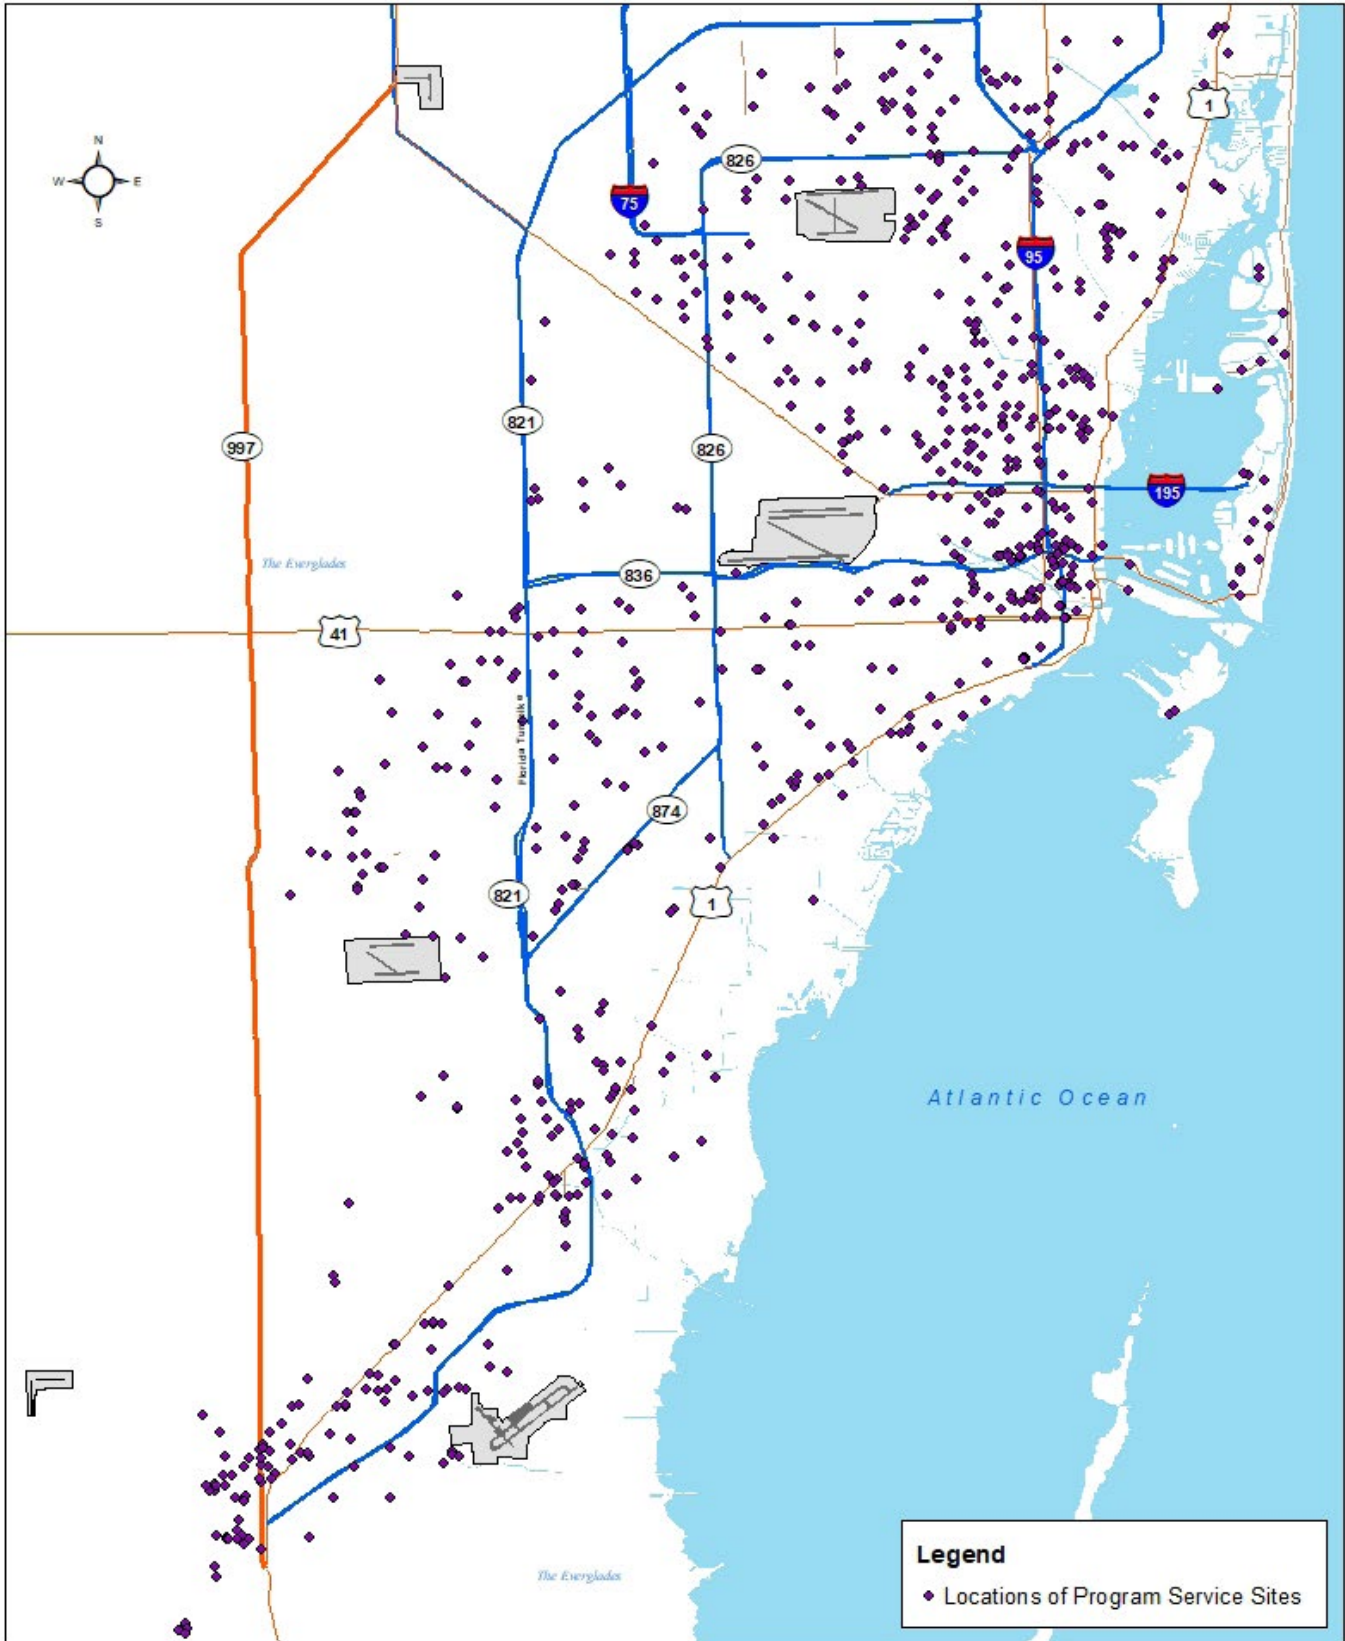 1
N
W E
S
826
75
95
821
997
826
195
The Everglades
836
41
Florida Turnpike
874
821
1
Atlantic Ocean
The Everglades
Legend
Locations of Program Service Sites